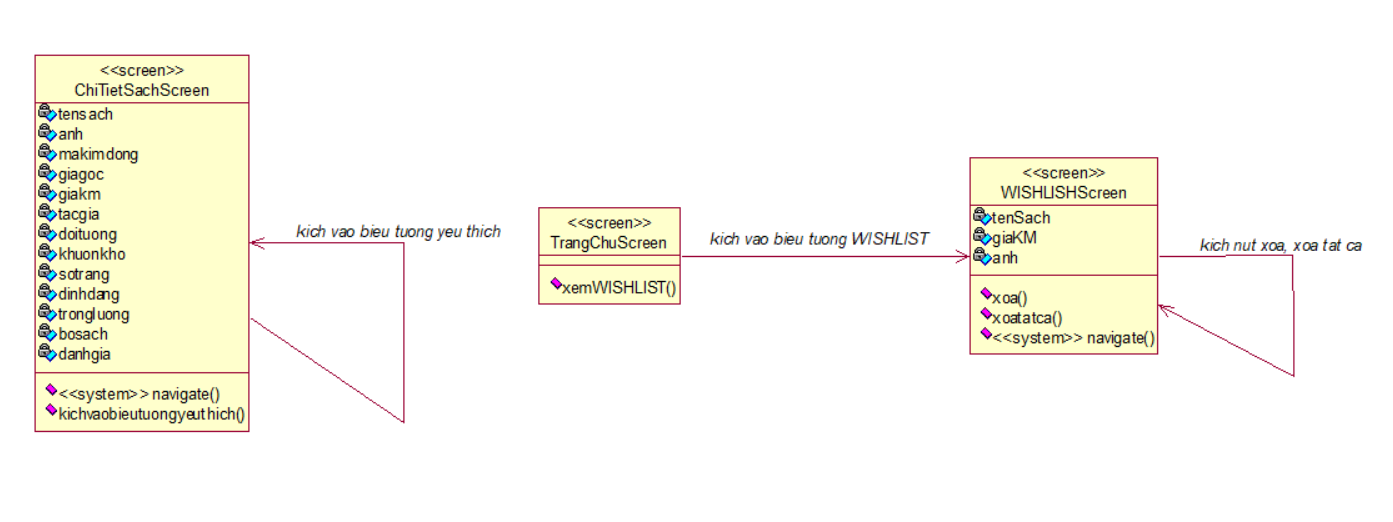 <<screen>>
ChiTietSachScreen
tensach
anh
makimdong
giagoc
giakm
tacgia
doituong
khuonkho
sotrang
dinhdang
trongluong
bosach
danhgia
<<system>> navigate()
kichvaobieutuongyeuthich()
kich vao bieu tuong yeu thich
<<screen>>
TrangChuScreen
xemWISHLIST()
kich vao bieu tuong WISHLIST
<<screen>>
WISHLISHScreen
tenSach
giaKM
anh
xoa()
xoatatca()
<<system>> navigate()
kich nut xoa, xoa tat ca